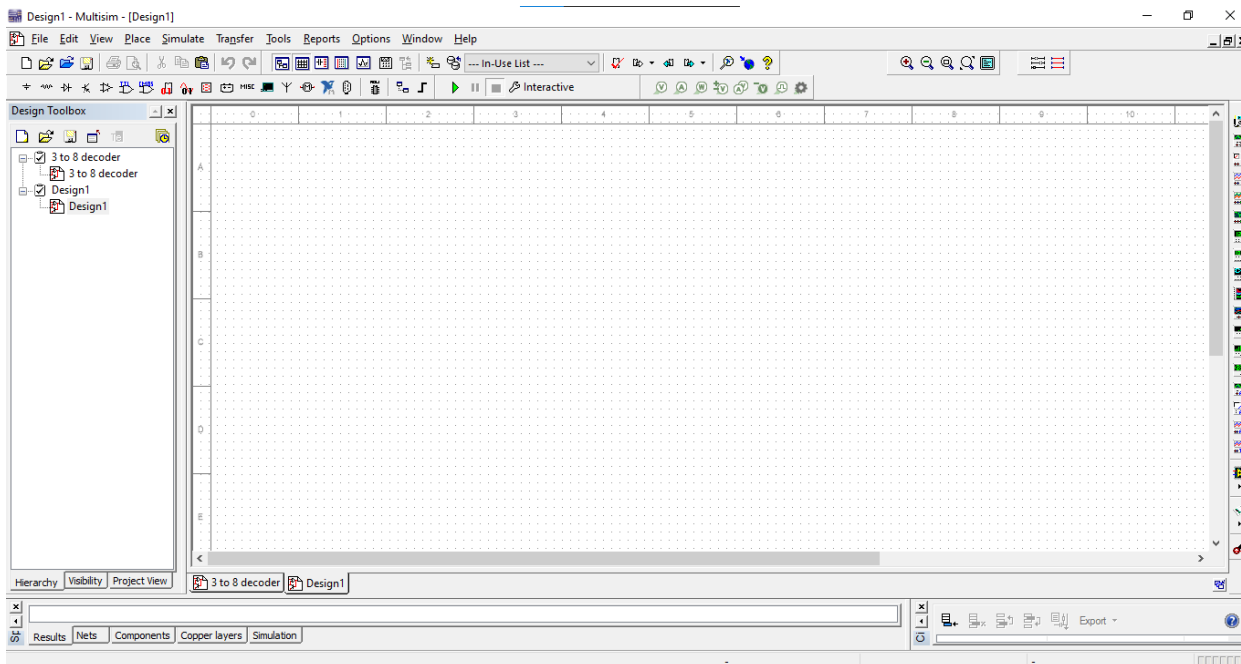 Design1 - Multisim - [Design1]
File Edit View Place Simulate Transfer Tools Reports Options Window Help
--- In-Use List ---
MISC Interactive
Design Toolbox
0 1 2 3 4 5 6 7 8 9 10
3 to 8 decoder
3 to 8 decoder
Design1
Design1
A
B
C
D
E
Hierarchy Visibility Project View
3 to 8 decoder Design1
Export
Results Nets Components Copper layers Simulation